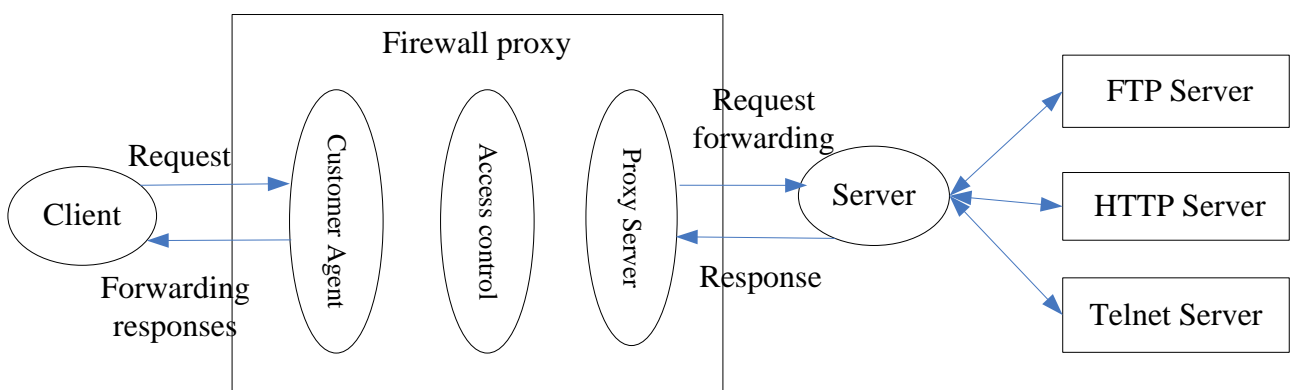 Firewall proxy
Request
Client
Forwarding
responses
Customer Agent
Access control
Proxy Server
Request
forwarding
Server
Response
FTP Server
HTTP Server
Telnet Server